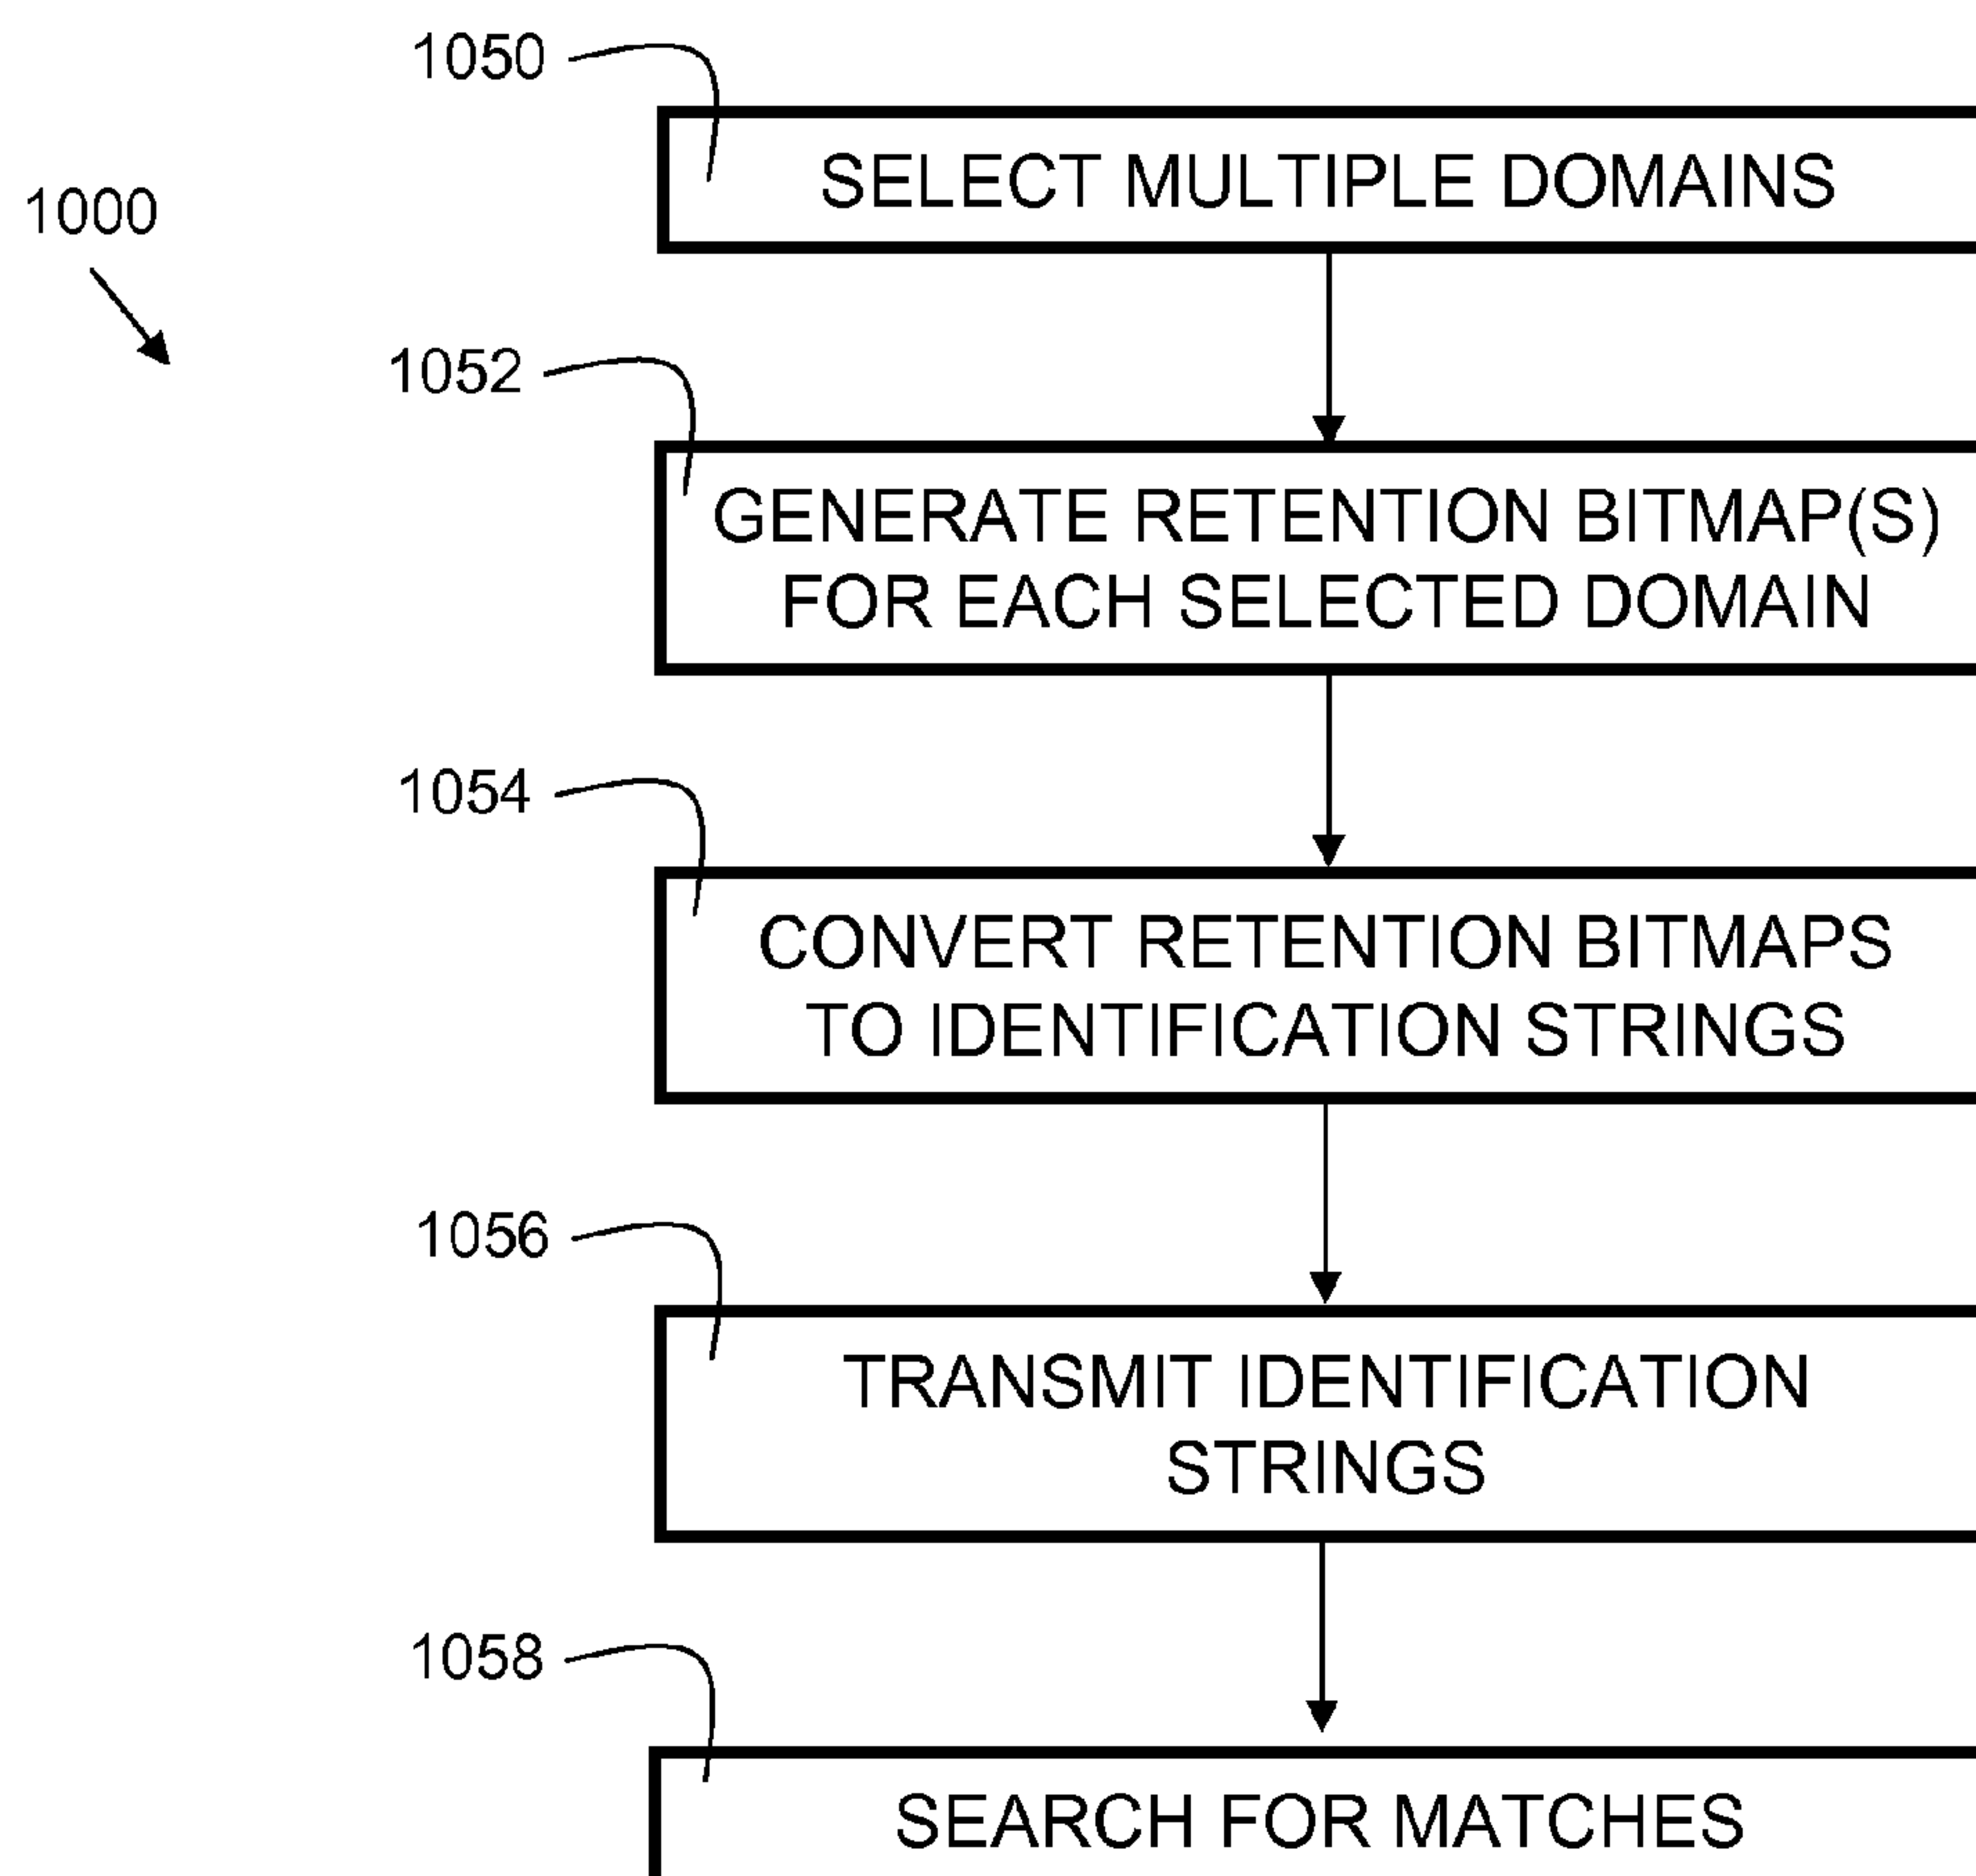 1050
SELECT MULTIPLE DOMAINS
1000
1052
GENERATE RETENTION BITMAP(S)
FOR EACH SELECTED DOMAIN
1054
CONVERT RETENTION BITMAPS
TO IDENTIFICATION STRINGS
1056
TRANSMIT IDENTIFICATION
STRINGS
1058
SEARCH FOR MATCHES